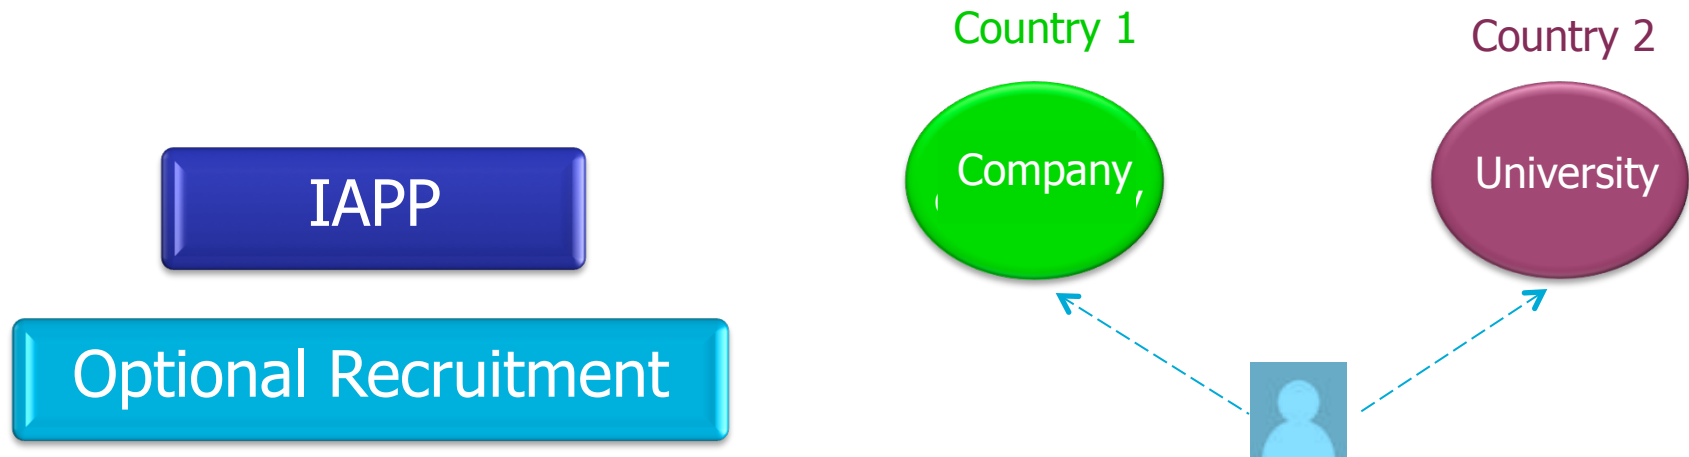 Country 1
Country 2
Company
University
IAPP
Optional Recruitment